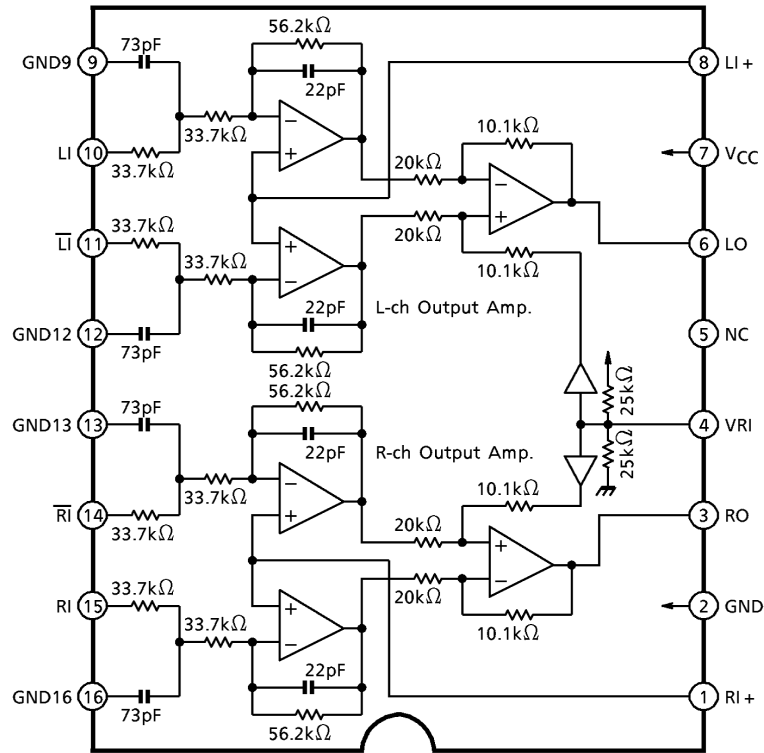 56.2kΩ
73pF
GND9
9
22pF
8
LI+
33.7kΩ
10.1kΩ
LI
10
33.7kΩ
20kΩ
7
VCC
33.7kΩ
L̅I̅
11
33.7kΩ
20kΩ
10.1kΩ
6
LO
22pF
L-ch Output Amp.
GND12
12
73pF
5
NC
56.2kΩ
56.2kΩ
25kΩ
73pF
GND13
13
22pF
4
VRI
R-ch Output Amp.
25kΩ
33.7kΩ
10.1kΩ
R̅I̅
14
33.7kΩ
20kΩ
3
RO
33.7kΩ
RI
15
33.7kΩ
20kΩ
2
GND
10.1kΩ
22pF
GND16
16
73pF
1
RI+
56.2kΩ